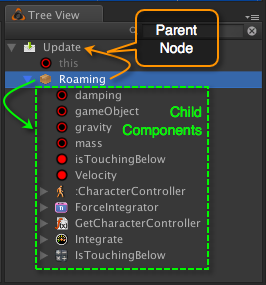 Tree View
Parent
Node
Update
this
Roaming
damping
gameObject
Child
gravity
Components
mass
isTouchingBelow
Velocity
:CharacterController
ForceIntegrator
GetCharacterController
Integrate
IsTouchingBelow